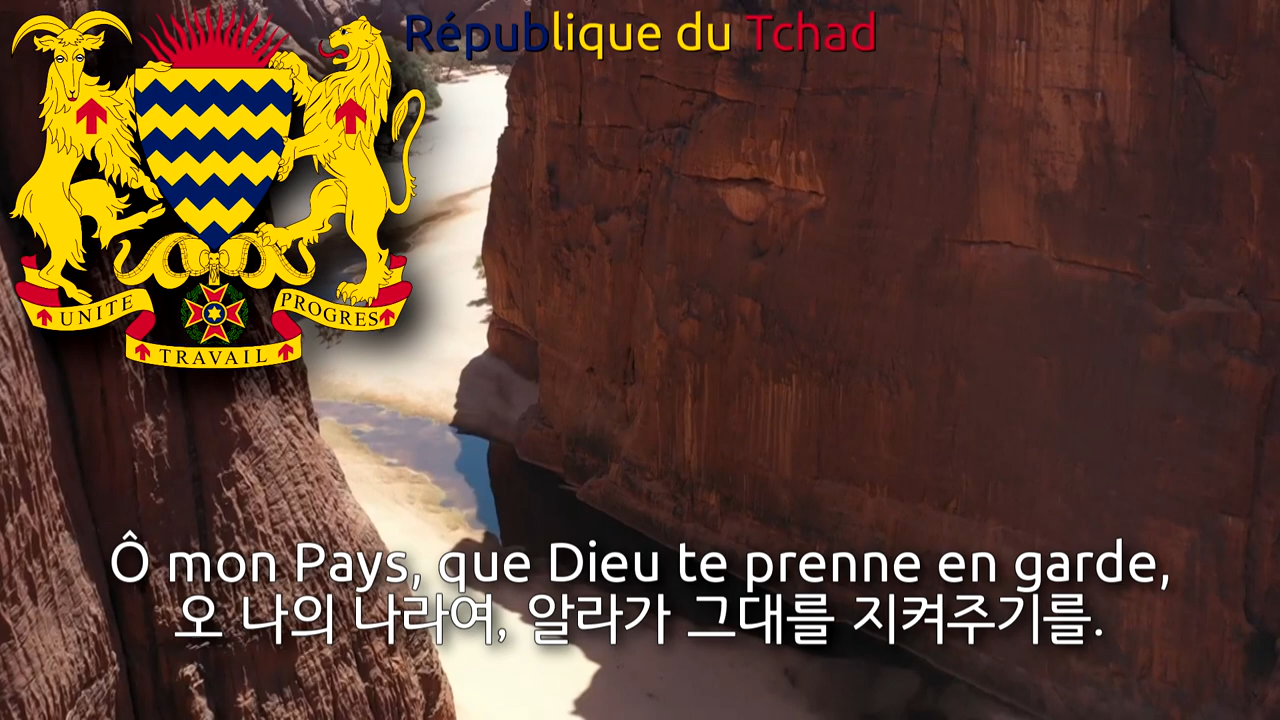 République du Tchad
UNITE
PROGRES
TRAVAIL
Ô mon Pays, que Dieu te prenne en garde,
오 나의 나라여, 알라가 그대를 지켜주기를.